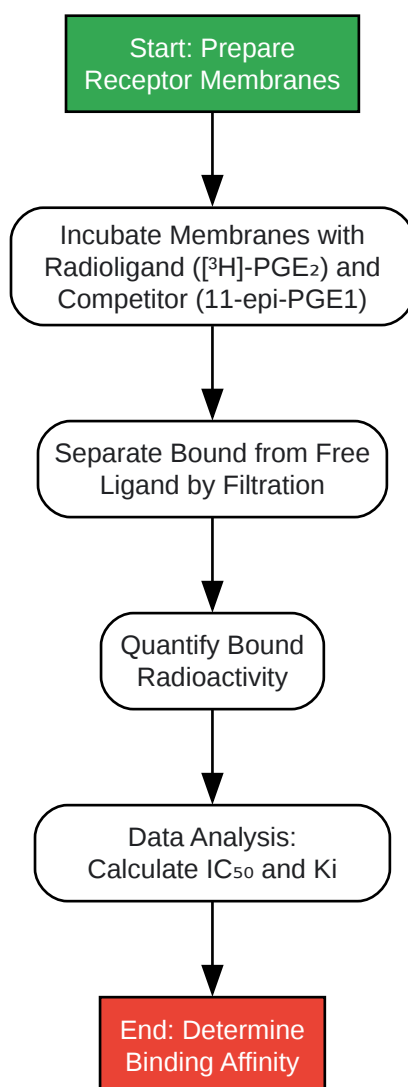 Start: Prepare
Receptor Membranes
Incubate Membranes with
Radioligand ([³H]-PGE₂) and
Competitor (11-epi-PGE1)
Separate Bound from Free
Ligand by Filtration
Quantify Bound
Radioactivity
Data Analysis:
Calculate IC₅₀ and Ki
End: Determine
Binding Affinity